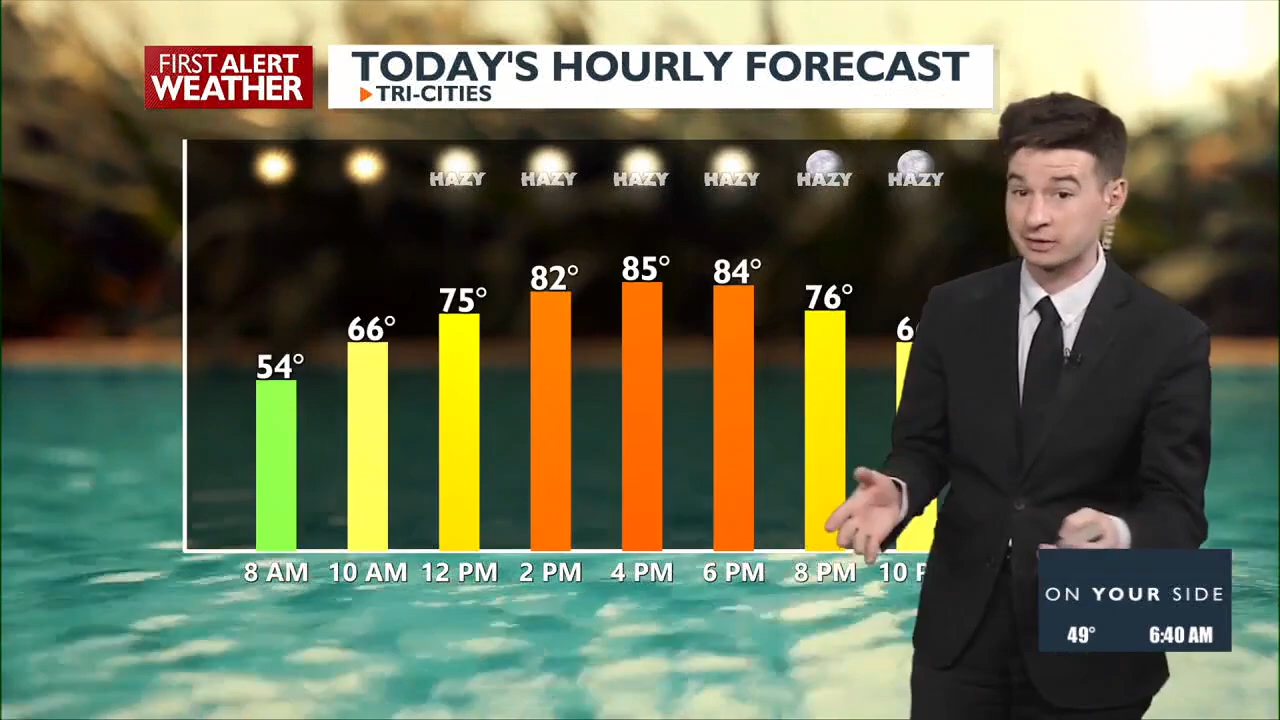 FIRST ALERT
WEATHER
TODAY'S HOURLY FORECAST
TRI-CITIES
HAZY HAZY HAZY HAZY HAZY HAZY
54° 66° 75° 82° 85° 84° 76°
8 AM 10 AM 12 PM 2 PM 4 PM 6 PM 8 PM 10
ON YOUR SIDE
49° 6:40 AM